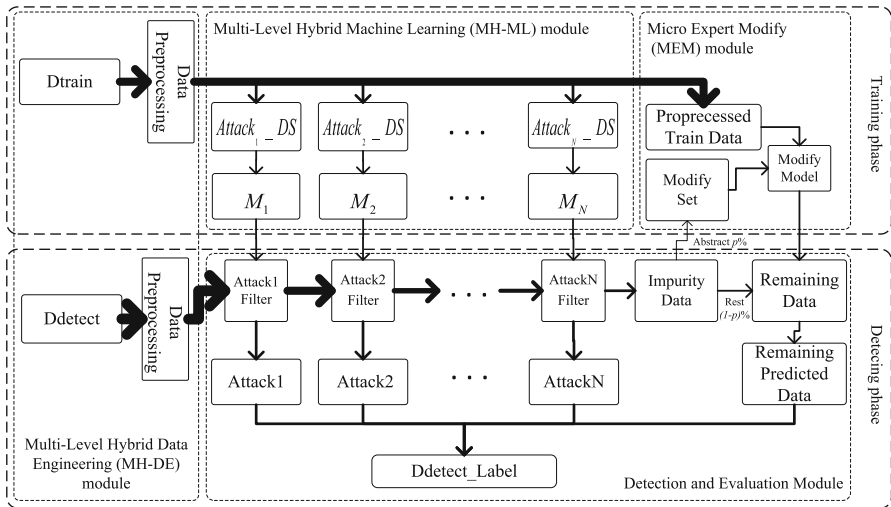 Multi-Level Hybrid Machine Learning (MH-ML) module
Micro Expert Modify
(MEM) module
Training phase
Dtrain
Data
Preprocessing
Attack1_DS
Attack2_DS
. . .
AttackN_DS
Proprecessed
Train Data
M1
M2
. . .
MN
Modify
Set
Modify
Model
Abstract p%
Detecing phase
Ddetect
Data
Preprocessing
Attack1
Filter
Attack2
Filter
. . .
AttackN
Filter
Impurity
Data
Rest
(1-p)%
Remaining
Data
Attack1
Attack2
. . .
AttackN
Remaining
Predicted
Data
Multi-Level Hybrid Data
Engineering (MH-DE)
module
Ddetect_Label
Detection and Evaluation Module